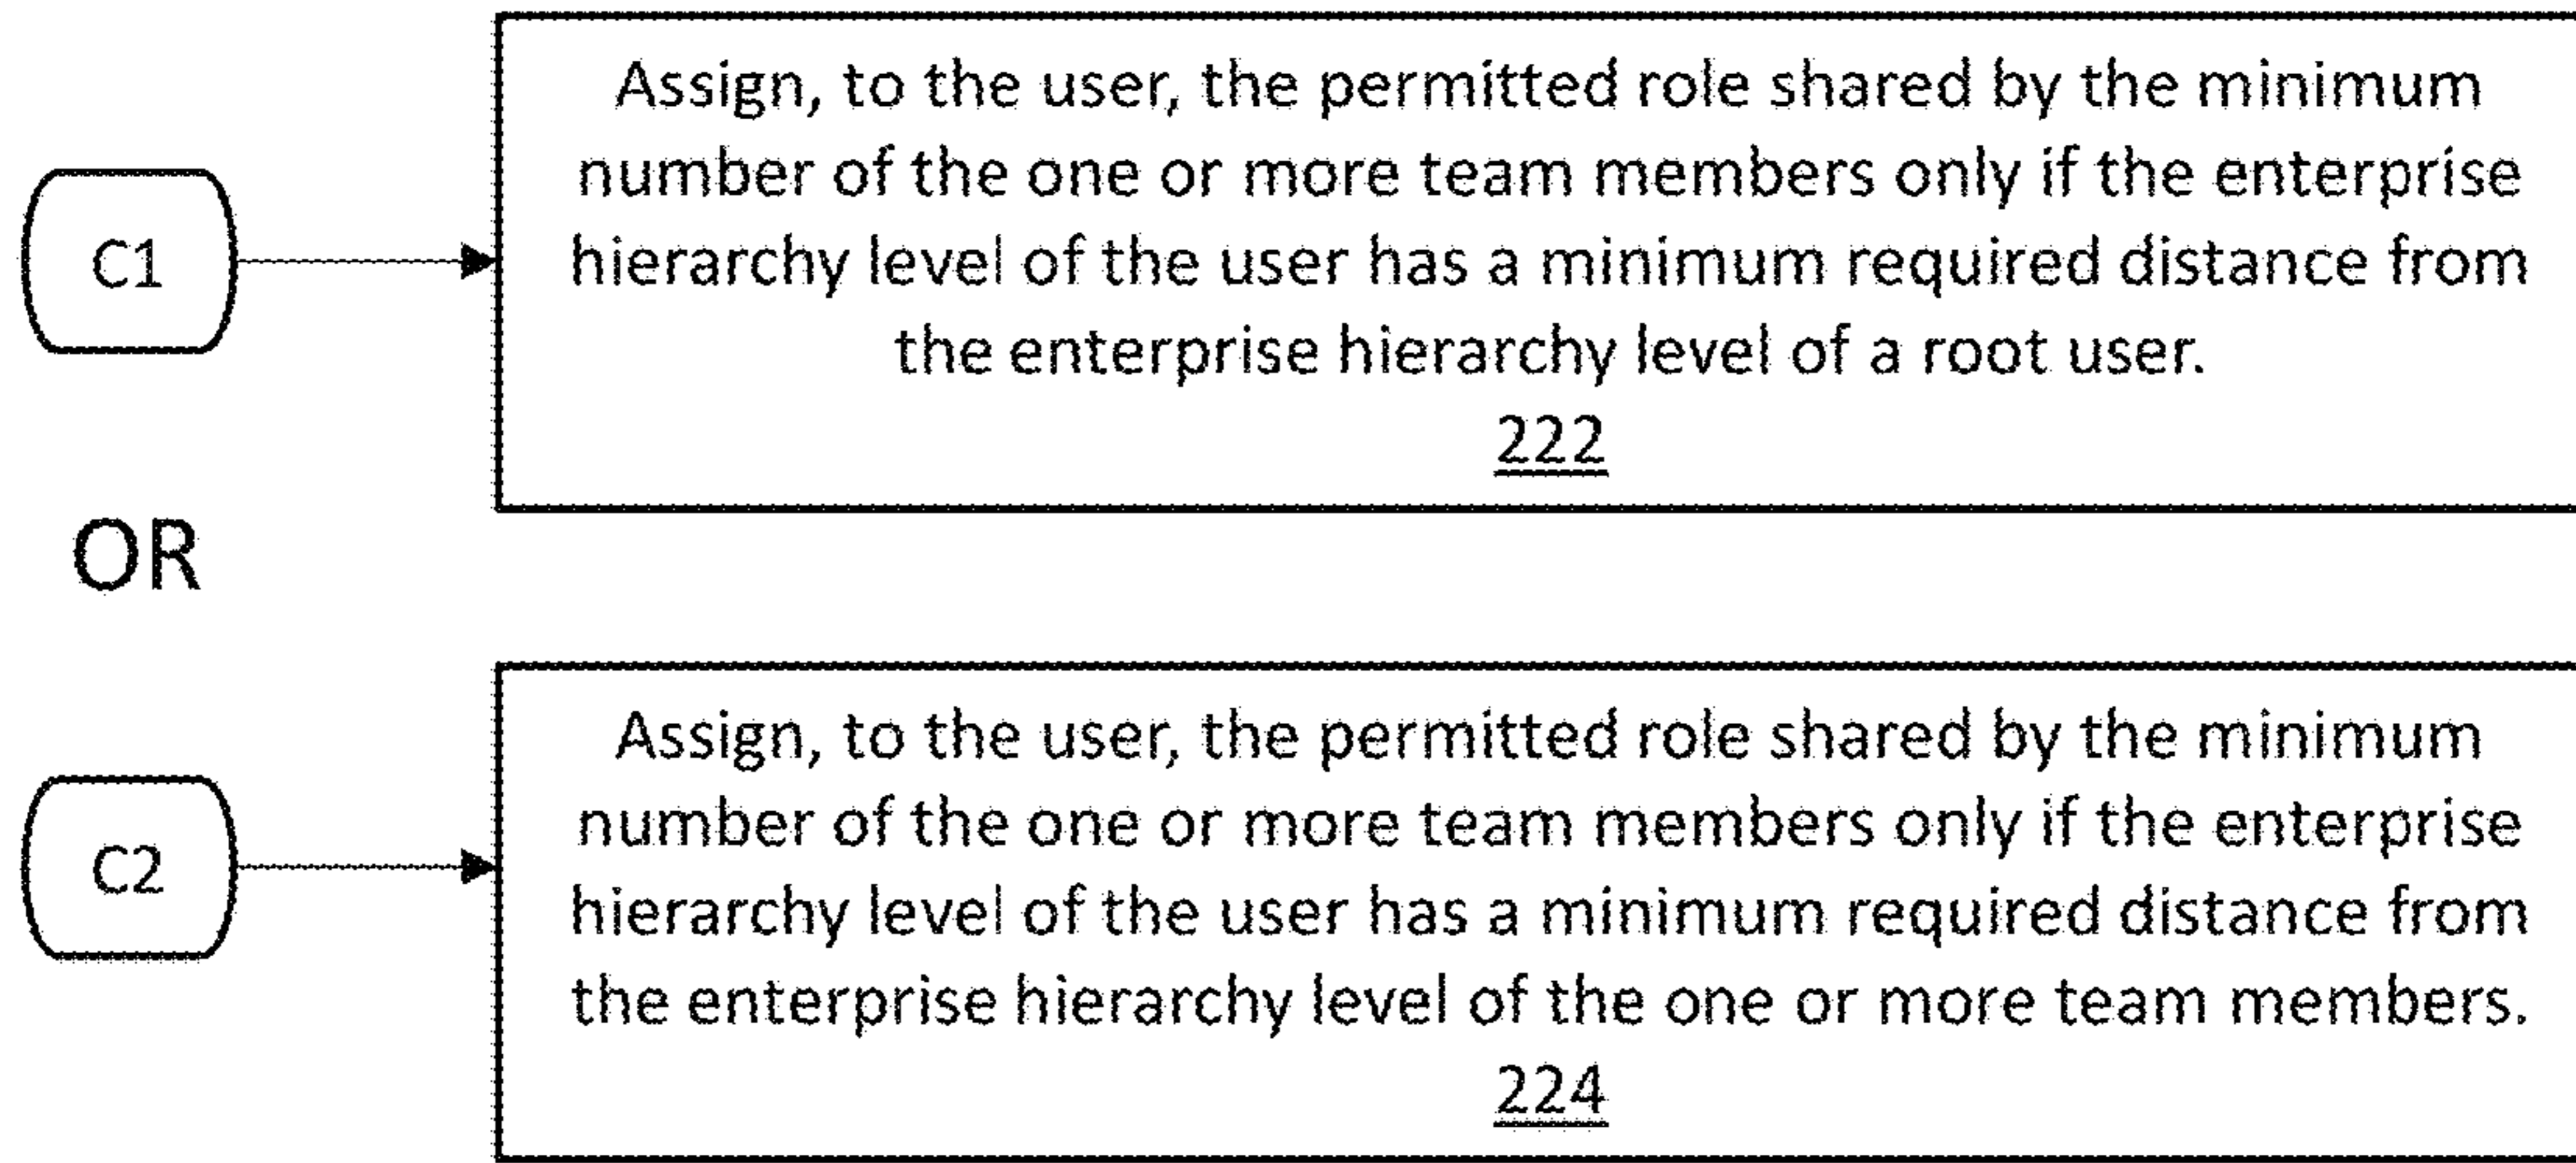 C1
Assign, to the user, the permitted role shared by the minimum
number of the one or more team members only if the enterprise
hierarchy level of the user has a minimum required distance from
the enterprise hierarchy level of a root user.
222
OR
C2
Assign, to the user, the permitted role shared by the minimum
number of the one or more team members only if the enterprise
hierarchy level of the user has a minimum required distance from
the enterprise hierarchy level of the one or more team members.
224